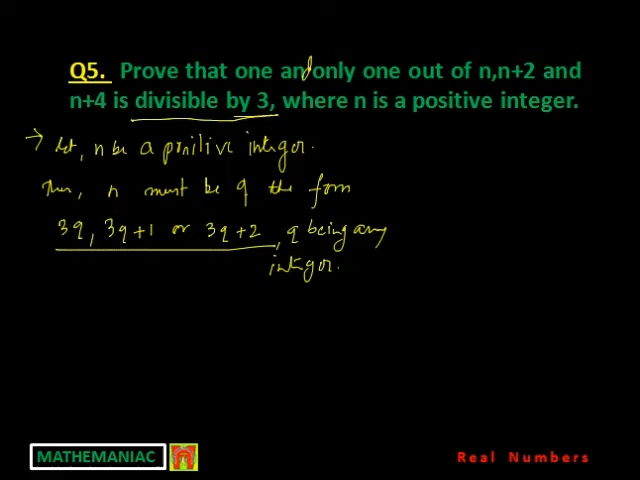 Q5. Prove that one and only one out of n,n+2 and
n+4 is divisible by 3, where n is a positive integer.
→ Let, n be a positive integer.
Then, n must be of the form
3q, 3q+1 or 3q+2, q being any
integer.
MATHEMANIAC
Real Numbers